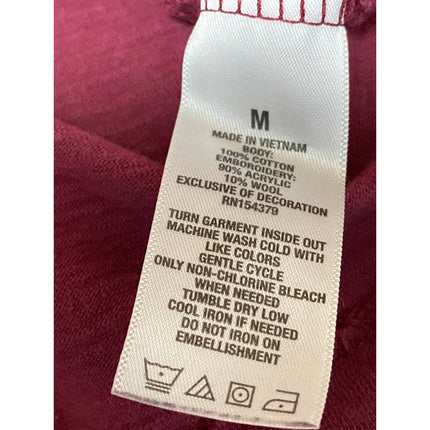 M
MADE IN VIETNAM
BODY:
100% COTTON
EMBOROIDERY:
90% ACRYLIC
10% WOOL
EXCLUSIVE OF DECORATION
RN154379
TURN GARMENT INSIDE OUT
MACHINE WASH COLD WITH
LIKE COLORS
GENTLE CYCLE
ONLY NON-CHLORINE BLEACH
WHEN NEEDED
TUMBLE DRY LOW
COOL IRON IF NEEDED
DO NOT IRON ON
EMBELLISHMENT